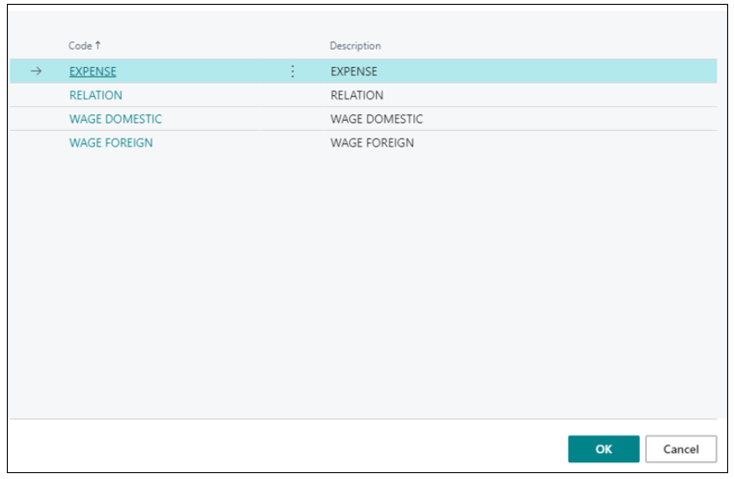 Code ↑ Description
EXPENSE EXPENSE
RELATION RELATION
WAGE DOMESTIC WAGE DOMESTIC
WAGE FOREIGN WAGE FOREIGN
OK Cancel